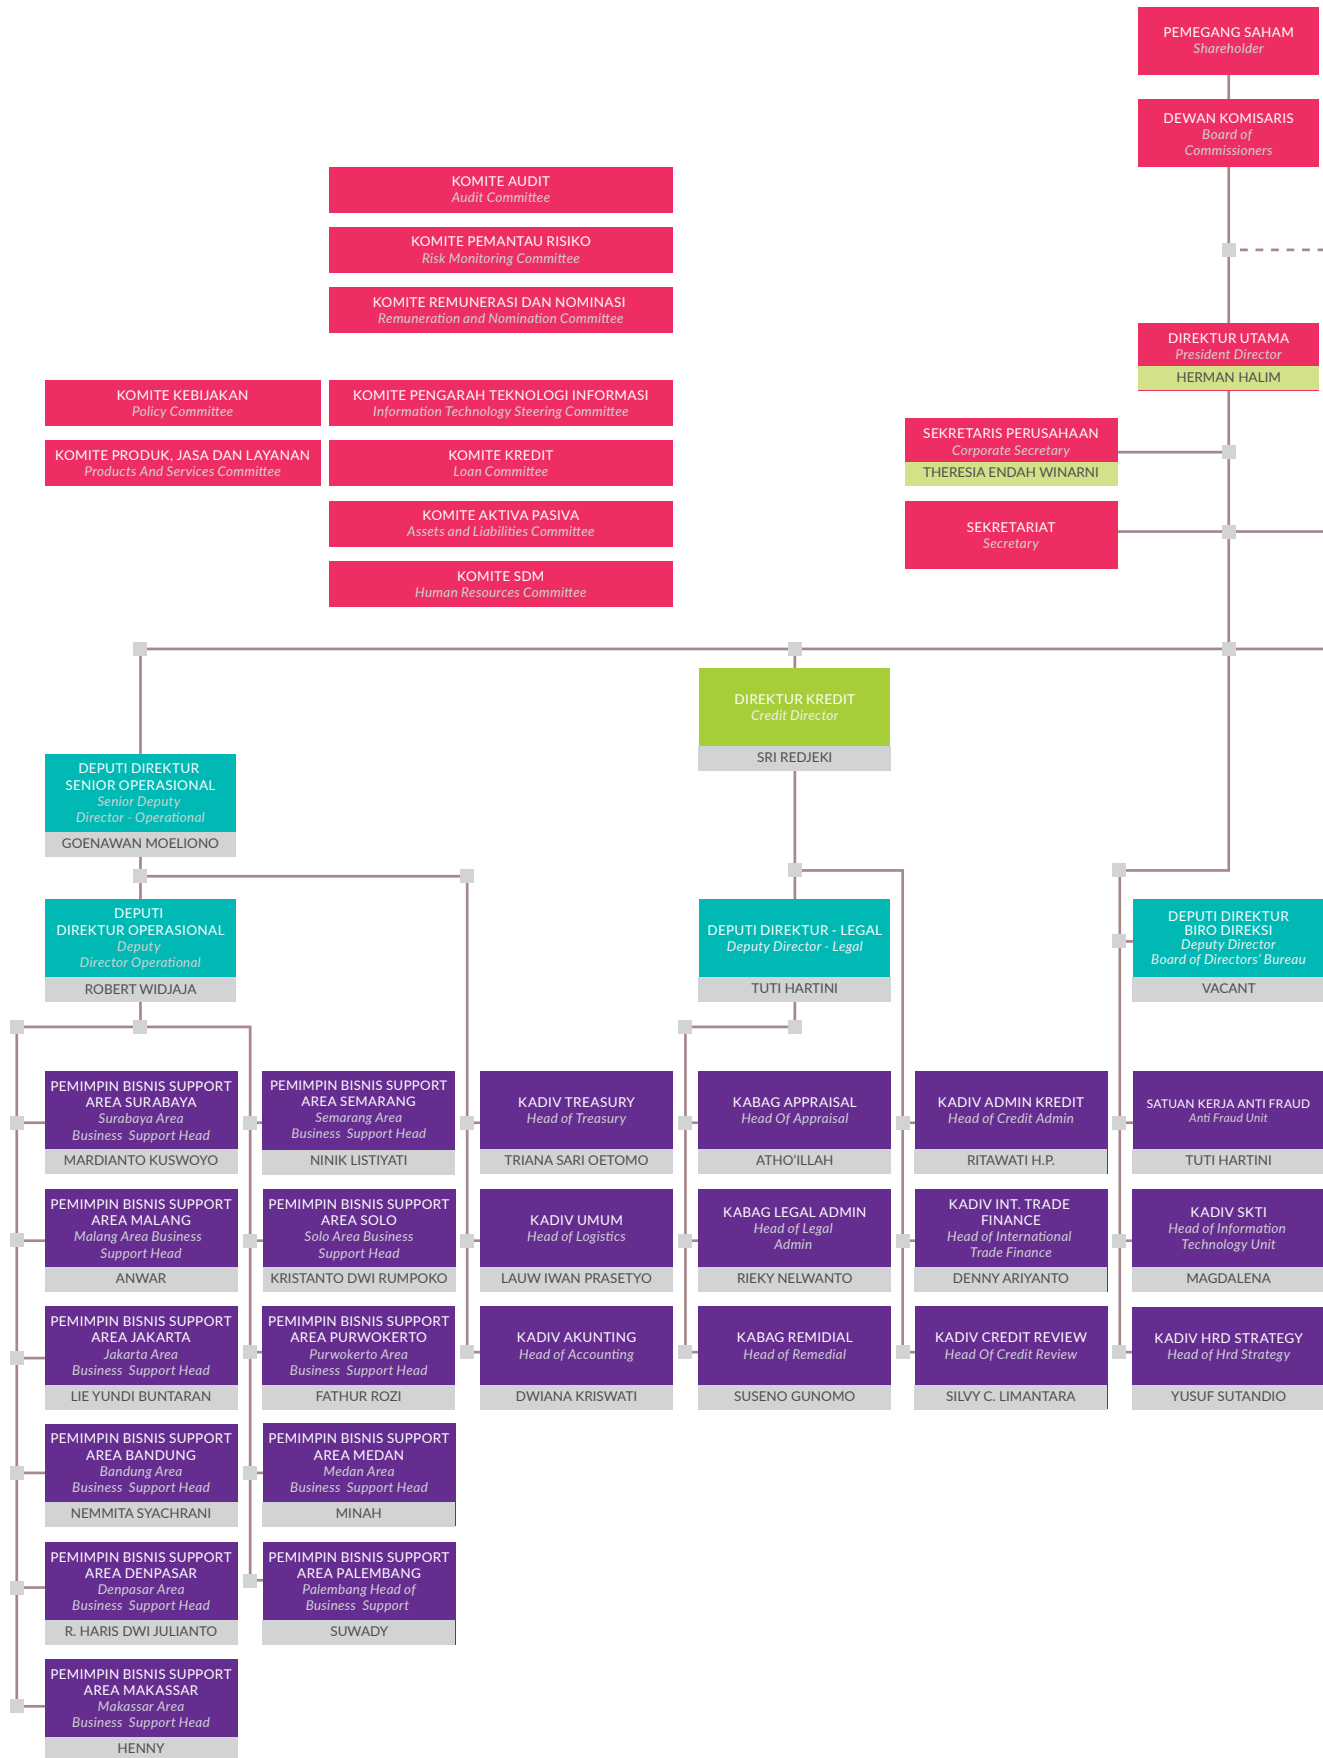 PEMEGANG SAHAM
Shareholder
DEWAN KOMISARIS
Board of
Commissioners
KOMITE AUDIT
Audit Committee
KOMITE PEMANTAU RISIKO
Risk Monitoring Committee
KOMITE REMUNERASI DAN NOMINASI
Remuneration and Nomination Committee
DIREKTUR UTAMA
President Director
HERMAN HALIM
KOMITE KEBIJAKAN
Policy Committee
KOMITE PENGARAH TEKNOLOGI INFORMASI
Information Technology Steering Committee
KOMITE PRODUK, JASA DAN LAYANAN
Products And Services Committee
KOMITE KREDIT
Loan Committee
SEKRETARIS PERUSAHAAN
Corporate Secretary
THERESIA ENDAH WINARNI
KOMITE AKTIVA PASIVA
Assets and Liabilities Committee
SEKRETARIAT
Secretary
KOMITE SDM
Human Resources Committee
DIREKTUR KREDIT
Credit Director
SRI REDJEKI
DEPUTI DIREKTUR
SENIOR OPERASIONAL
Senior Deputy
Director - Operational
GOENAWAN MOELIONO
DEPUTI
DIREKTUR OPERASIONAL
Deputy
Director Operational
ROBERT WIDJAJA
DEPUTI DIREKTUR - LEGAL
Deputy Director - Legal
TUTI HARTINI
DEPUTI DIREKTUR
BIRO DIREKSI
Deputy Director
Board of Directors' Bureau
VACANT
PEMIMPIN BISNIS SUPPORT
AREA SURABAYA
Surabaya Area
Business Support Head
MARDIANTO KUSWOYO
PEMIMPIN BISNIS SUPPORT
AREA SEMARANG
Semarang Area
Business Support Head
NINIK LISTIYATI
KADIV TREASURY
Head of Treasury
TRIANA SARI OETOMO
KABAG APPRAISAL
Head Of Appraisal
ATHO'ILLAH
KADIV ADMIN KREDIT
Head of Credit Admin
RITAWATI H.P.
SATUAN KERJA ANTI FRAUD
Anti Fraud Unit
TUTI HARTINI
PEMIMPIN BISNIS SUPPORT
AREA MALANG
Malang Area Business
Support Head
ANWAR
PEMIMPIN BISNIS SUPPORT
AREA SOLO
Solo Area Business
Support Head
KRISTANTO DWI RUMPOKO
KADIV UMUM
Head of Logistics
LAUW IWAN PRASETYO
KABAG LEGAL ADMIN
Head of Legal
Admin
RIEKY NELWANTO
KADIV INT. TRADE
FINANCE
Head of International
Trade Finance
DENNY ARIYANTO
KADIV SKTI
Head of Information
Technology Unit
MAGDALENA
PEMIMPIN BISNIS SUPPORT
AREA JAKARTA
Jakarta Area
Business Support Head
LIE YUNDI BUNTARAN
PEMIMPIN BISNIS SUPPORT
AREA PURWOKERTO
Purwokerto Area
Business Support Head
FATHUR ROZI
KADIV AKUNTING
Head of Accounting
DWIANA KRISWATI
KABAG REMIDIAL
Head of Remedial
SUSENO GUNOMO
KADIV CREDIT REVIEW
Head Of Credit Review
SILVY C. LIMANTARA
KADIV HRD STRATEGY
Head of Hrd Strategy
YUSUF SUTANDIO
PEMIMPIN BISNIS SUPPORT
AREA BANDUNG
Bandung Area
Business Support Head
NEMMITA SYACHRANI
PEMIMPIN BISNIS SUPPORT
AREA MEDAN
Medan Area
Business Support Head
MINAH
PEMIMPIN BISNIS SUPPORT
AREA DENPASAR
Denpasar Area
Business Support Head
R. HARIS DWI JULIANTO
PEMIMPIN BISNIS SUPPORT
AREA PALEMBANG
Palembang Head of
Business Support
SUWADY
PEMIMPIN BISNIS SUPPORT
AREA MAKASSAR
Makassar Area
Business Support Head
HENNY